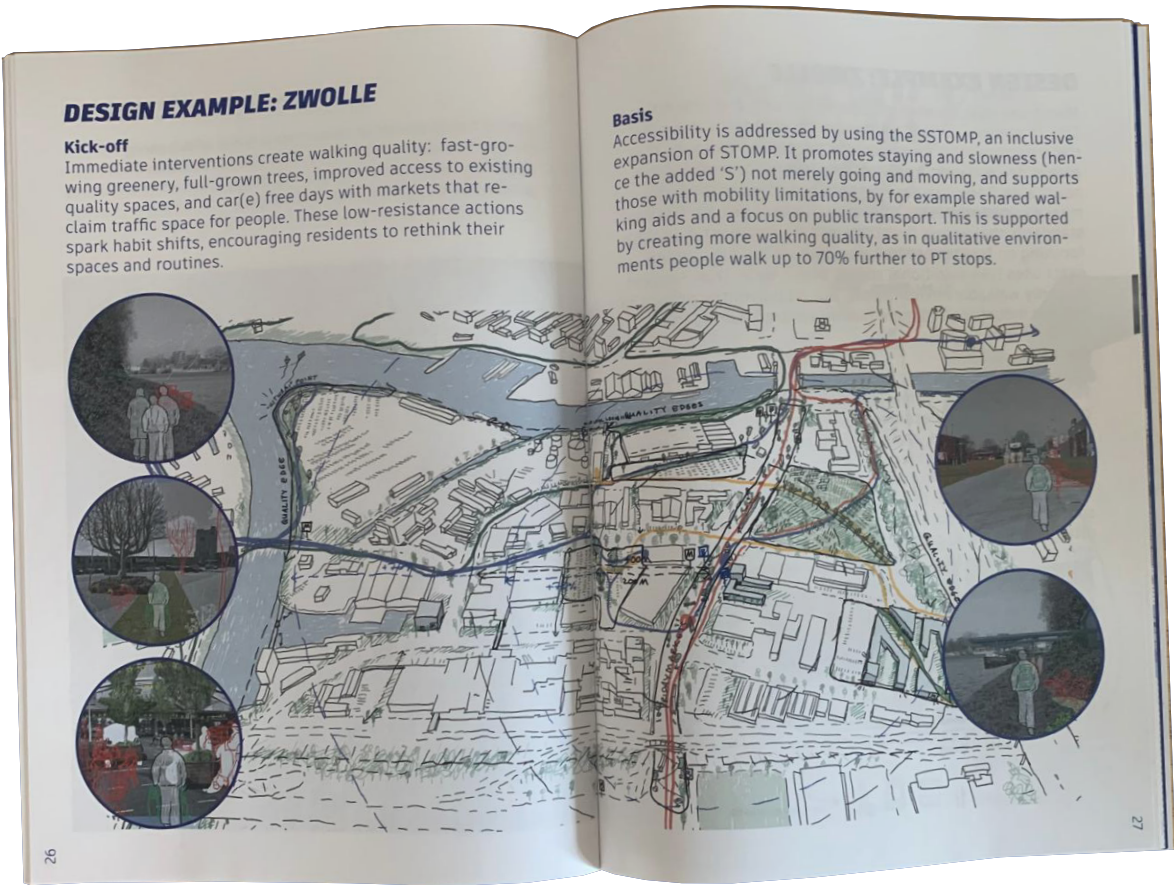 DESIGN EXAMPLE: ZWOLLE
Kick-off
Immediate interventions create walking quality: fast-gro-
wing greenery, full-grown trees, improved access to existing
quality spaces, and car(e) free days with markets that re-
claim traffic space for people. These low-resistance actions
spark habit shifts, encouraging residents to rethink their
spaces and routines.
Basis
Accessibility is addressed by using the SSTOMP, an inclusive
expansion of STOMP. It promotes staying and slowness (hen-
ce the added 'S') not merely going and moving, and supports
those with mobility limitations, by for example shared wal-
king aids and a focus on public transport. This is supported
by creating more walking quality, as in qualitative environ-
ments people walk up to 70% further to PT stops.
QUALITY EDGES
QUALITY EDGE
QUALITY EDGE
200M
26
27